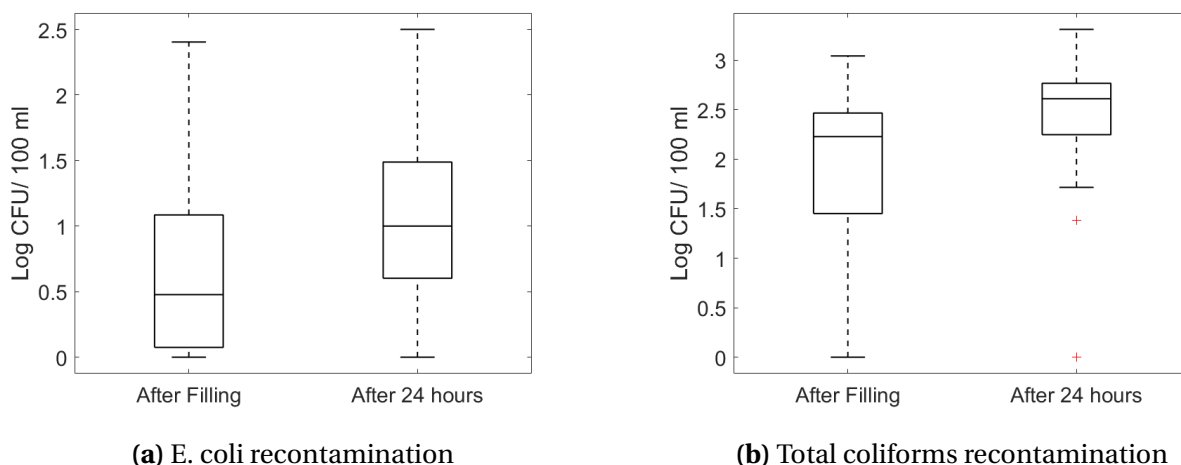 Log CFU/ 100 ml
2.5
2
1.5
1
0.5
0
After Filling
After 24 hours
(a) E. coli recontamination
Log CFU/ 100 ml
3
2.5
2
1.5
1
0.5
0
After Filling
After 24 hours
(b) Total coliforms recontamination